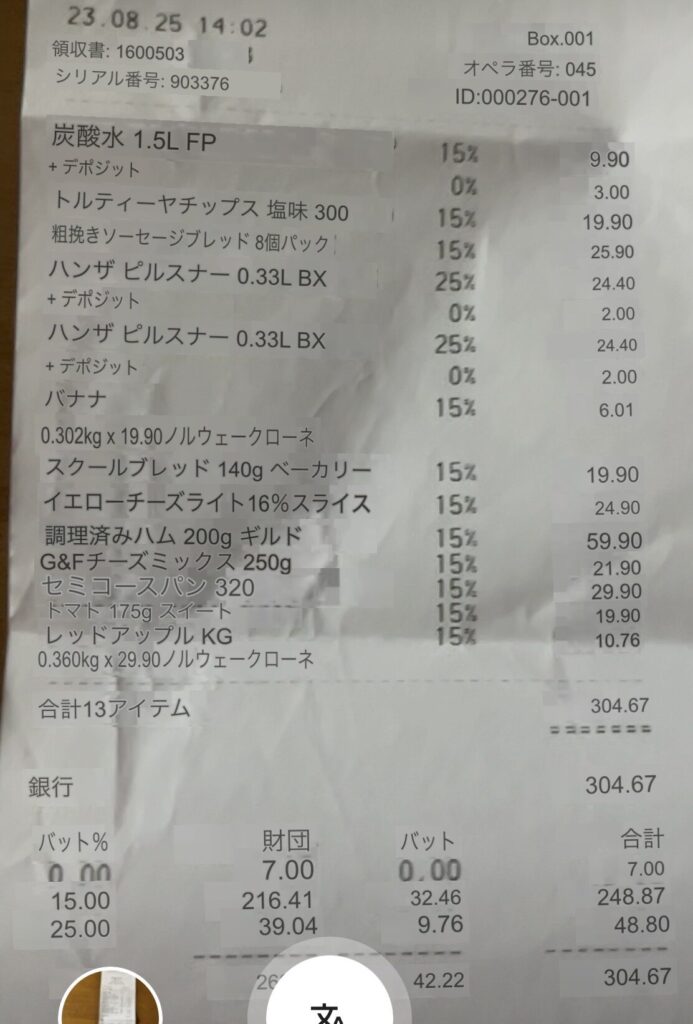 23.08.25 14:02
Box.001
領収書: 1600503
オペラ番号: 045
シリアル番号: 903376
ID:000276-001
炭酸水 1.5L FP 15% 9.90
+ デポジット 0% 3.00
トルティーヤチップス 塩味 300 15% 19.90
粗挽きソーセージブレッド 8個パック 15% 25.90
ハンザ ピルスナー 0.33L BX 25% 24.40
+ デポジット 0% 2.00
ハンザ ピルスナー 0.33L BX 25% 24.40
+ デポジット 0% 2.00
バナナ 15% 6.01
0.302kg x 19.90ノルウェークローネ
スクールブレッド 140g ベーカリー 15% 19.90
イエローチーズライト16%スライス 15% 24.90
調理済みハム 200g ギルド 15% 59.90
G&Fチーズミックス 250g 15% 21.90
セミコースパン 320 15% 29.90
トマト 175g スイート 15% 19.90
レッドアップル KG 15% 10.76
0.360kg x 29.90ノルウェークローネ
合計13アイテム 304.67
=======
銀行 304.67
バット% 財団 バット 合計
0.00 7.00 0.00 7.00
15.00 216.41 32.46 248.87
25.00 39.04 9.76 48.80
42.22 304.67